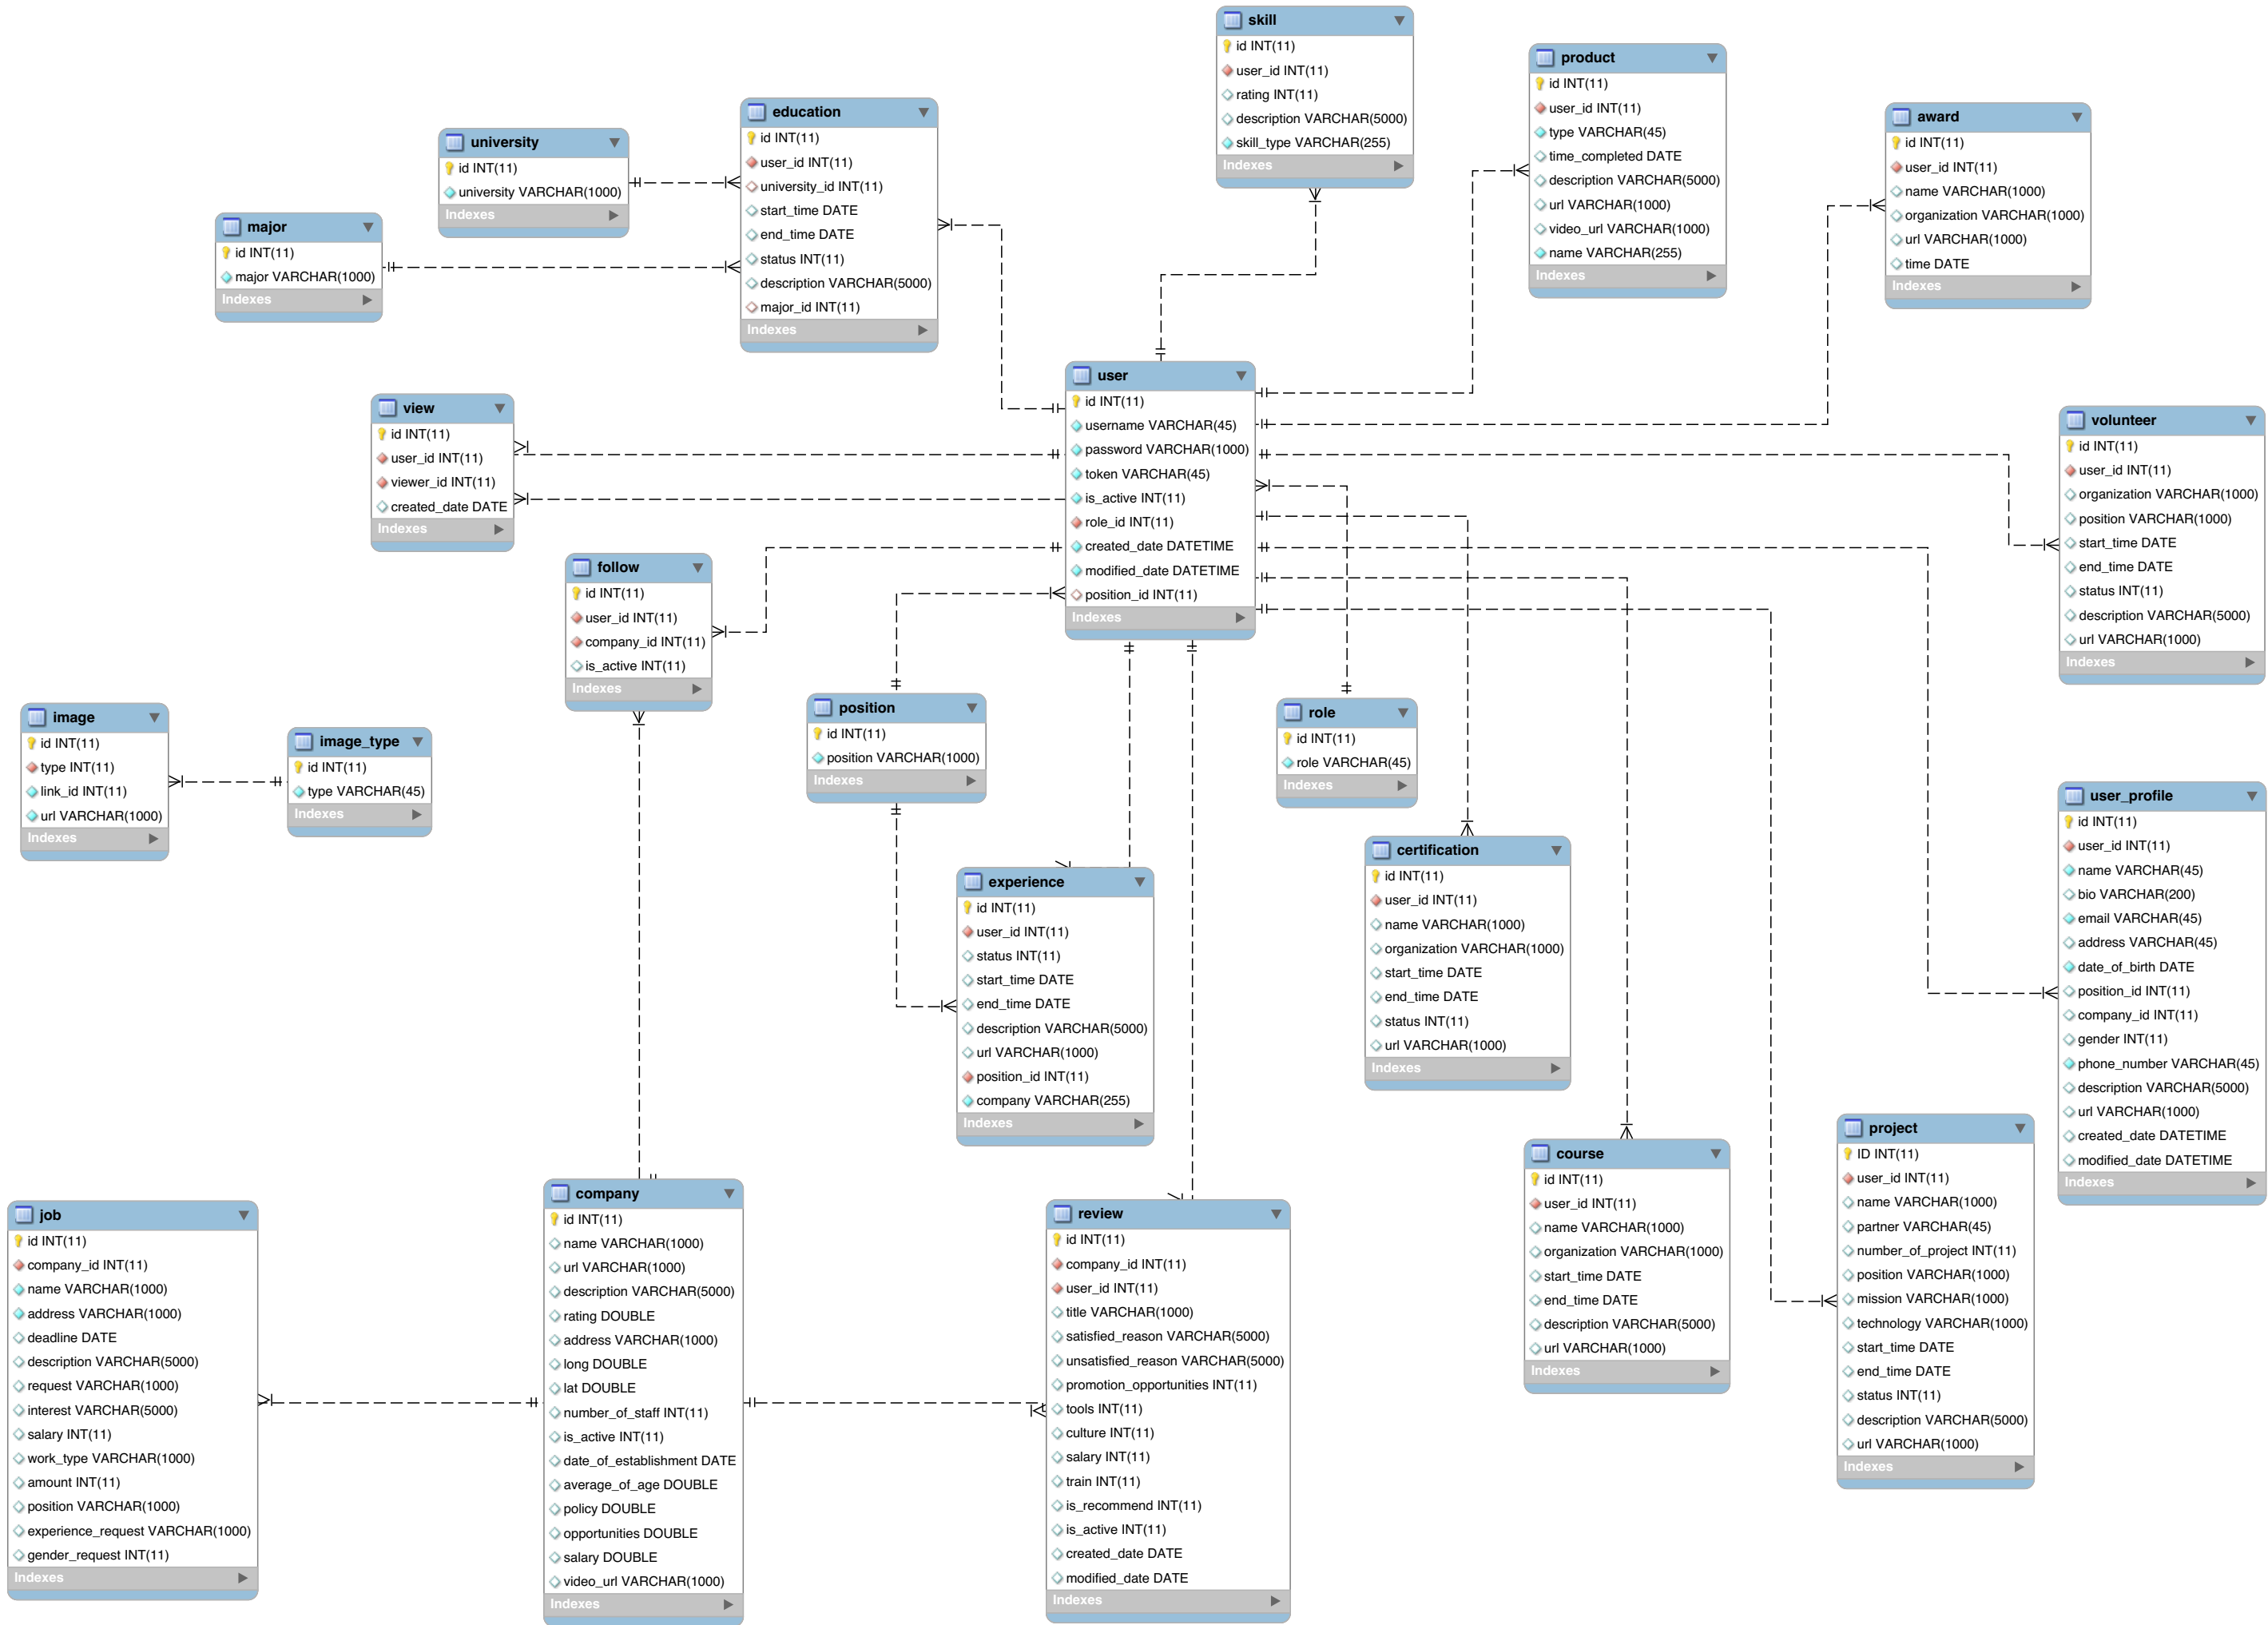 skill
id INT(11)
user_id INT(11)
rating INT(11)
description VARCHAR(5000)
skill_type VARCHAR(255)
Indexes
product
id INT(11)
user_id INT(11)
type VARCHAR(45)
time_completed DATE
description VARCHAR(5000)
url VARCHAR(1000)
video_url VARCHAR(1000)
name VARCHAR(255)
Indexes
education
id INT(11)
user_id INT(11)
university_id INT(11)
start_time DATE
end_time DATE
status INT(11)
description VARCHAR(5000)
major_id INT(11)
Indexes
award
id INT(11)
user_id INT(11)
name VARCHAR(1000)
organization VARCHAR(1000)
url VARCHAR(1000)
time DATE
Indexes
university
id INT(11)
university VARCHAR(1000)
Indexes
major
id INT(11)
major VARCHAR(1000)
Indexes
user
id INT(11)
username VARCHAR(45)
password VARCHAR(1000)
token VARCHAR(45)
is_active INT(11)
role_id INT(11)
created_date DATETIME
modified_date DATETIME
position_id INT(11)
Indexes
view
id INT(11)
user_id INT(11)
viewer_id INT(11)
created_date DATE
Indexes
volunteer
id INT(11)
user_id INT(11)
organization VARCHAR(1000)
position VARCHAR(1000)
start_time DATE
end_time DATE
status INT(11)
description VARCHAR(5000)
url VARCHAR(1000)
Indexes
follow
id INT(11)
user_id INT(11)
company_id INT(11)
is_active INT(11)
Indexes
position
id INT(11)
position VARCHAR(1000)
Indexes
role
id INT(11)
role VARCHAR(45)
Indexes
image
id INT(11)
type INT(11)
link_id INT(11)
url VARCHAR(1000)
Indexes
image_type
id INT(11)
type VARCHAR(45)
Indexes
user_profile
id INT(11)
user_id INT(11)
name VARCHAR(45)
bio VARCHAR(200)
email VARCHAR(45)
address VARCHAR(45)
date_of_birth DATE
position_id INT(11)
company_id INT(11)
gender INT(11)
phone_number VARCHAR(45)
description VARCHAR(5000)
url VARCHAR(1000)
created_date DATETIME
modified_date DATETIME
Indexes
certification
id INT(11)
user_id INT(11)
name VARCHAR(1000)
organization VARCHAR(1000)
start_time DATE
end_time DATE
status INT(11)
url VARCHAR(1000)
Indexes
experience
id INT(11)
user_id INT(11)
status INT(11)
start_time DATE
end_time DATE
description VARCHAR(5000)
url VARCHAR(1000)
position_id INT(11)
company VARCHAR(255)
Indexes
project
ID INT(11)
user_id INT(11)
name VARCHAR(1000)
partner VARCHAR(45)
number_of_project INT(11)
position VARCHAR(1000)
mission VARCHAR(1000)
technology VARCHAR(1000)
start_time DATE
end_time DATE
status INT(11)
description VARCHAR(5000)
url VARCHAR(1000)
Indexes
course
id INT(11)
user_id INT(11)
name VARCHAR(1000)
organization VARCHAR(1000)
start_time DATE
end_time DATE
description VARCHAR(5000)
url VARCHAR(1000)
Indexes
job
id INT(11)
company_id INT(11)
name VARCHAR(1000)
address VARCHAR(1000)
deadline DATE
description VARCHAR(5000)
request VARCHAR(1000)
interest VARCHAR(5000)
salary INT(11)
work_type VARCHAR(1000)
amount INT(11)
position VARCHAR(1000)
experience_request VARCHAR(1000)
gender_request INT(11)
Indexes
company
id INT(11)
name VARCHAR(1000)
url VARCHAR(1000)
description VARCHAR(5000)
rating DOUBLE
address VARCHAR(1000)
long DOUBLE
lat DOUBLE
number_of_staff INT(11)
is_active INT(11)
date_of_establishment DATE
average_of_age DOUBLE
policy DOUBLE
opportunities DOUBLE
salary DOUBLE
video_url VARCHAR(1000)
Indexes
review
id INT(11)
company_id INT(11)
user_id INT(11)
title VARCHAR(1000)
satisfied_reason VARCHAR(5000)
unsatisfied_reason VARCHAR(5000)
promotion_opportunities INT(11)
tools INT(11)
culture INT(11)
salary INT(11)
train INT(11)
is_recommend INT(11)
is_active INT(11)
created_date DATE
modified_date DATE
Indexes